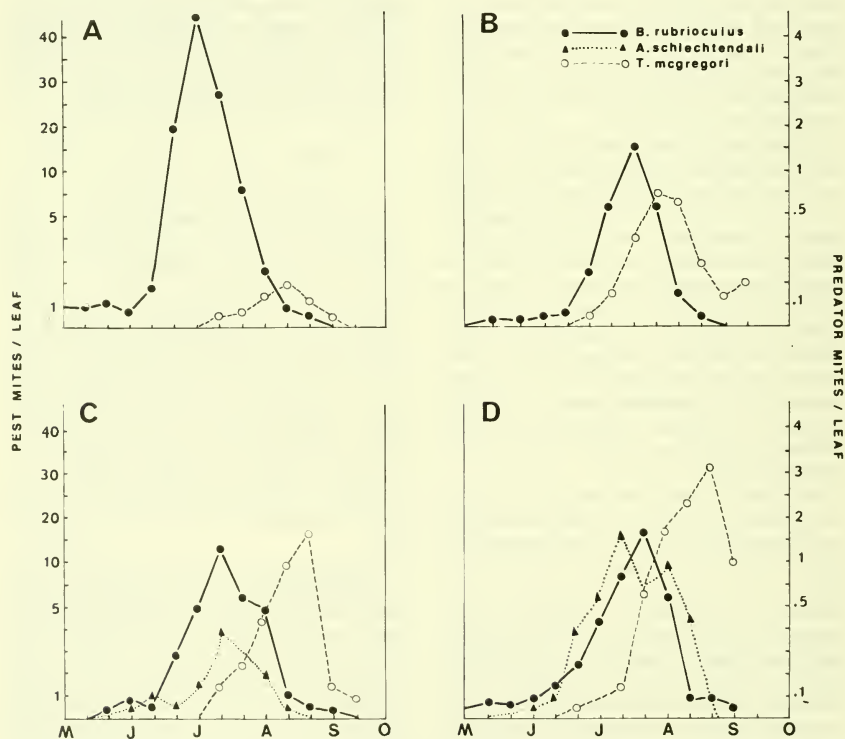 A
B
B. rubrioculus
A. schlechtendali
T. mcgregori
40
30
20
10
5
1
4
3
2
1
.5
.1
PEST MITES / LEAF
PREDATOR MITES / LEAF
C
D
40
30
20
10
5
1
4
3
2
1
.5
.1
M J J A S O
M J J A S O